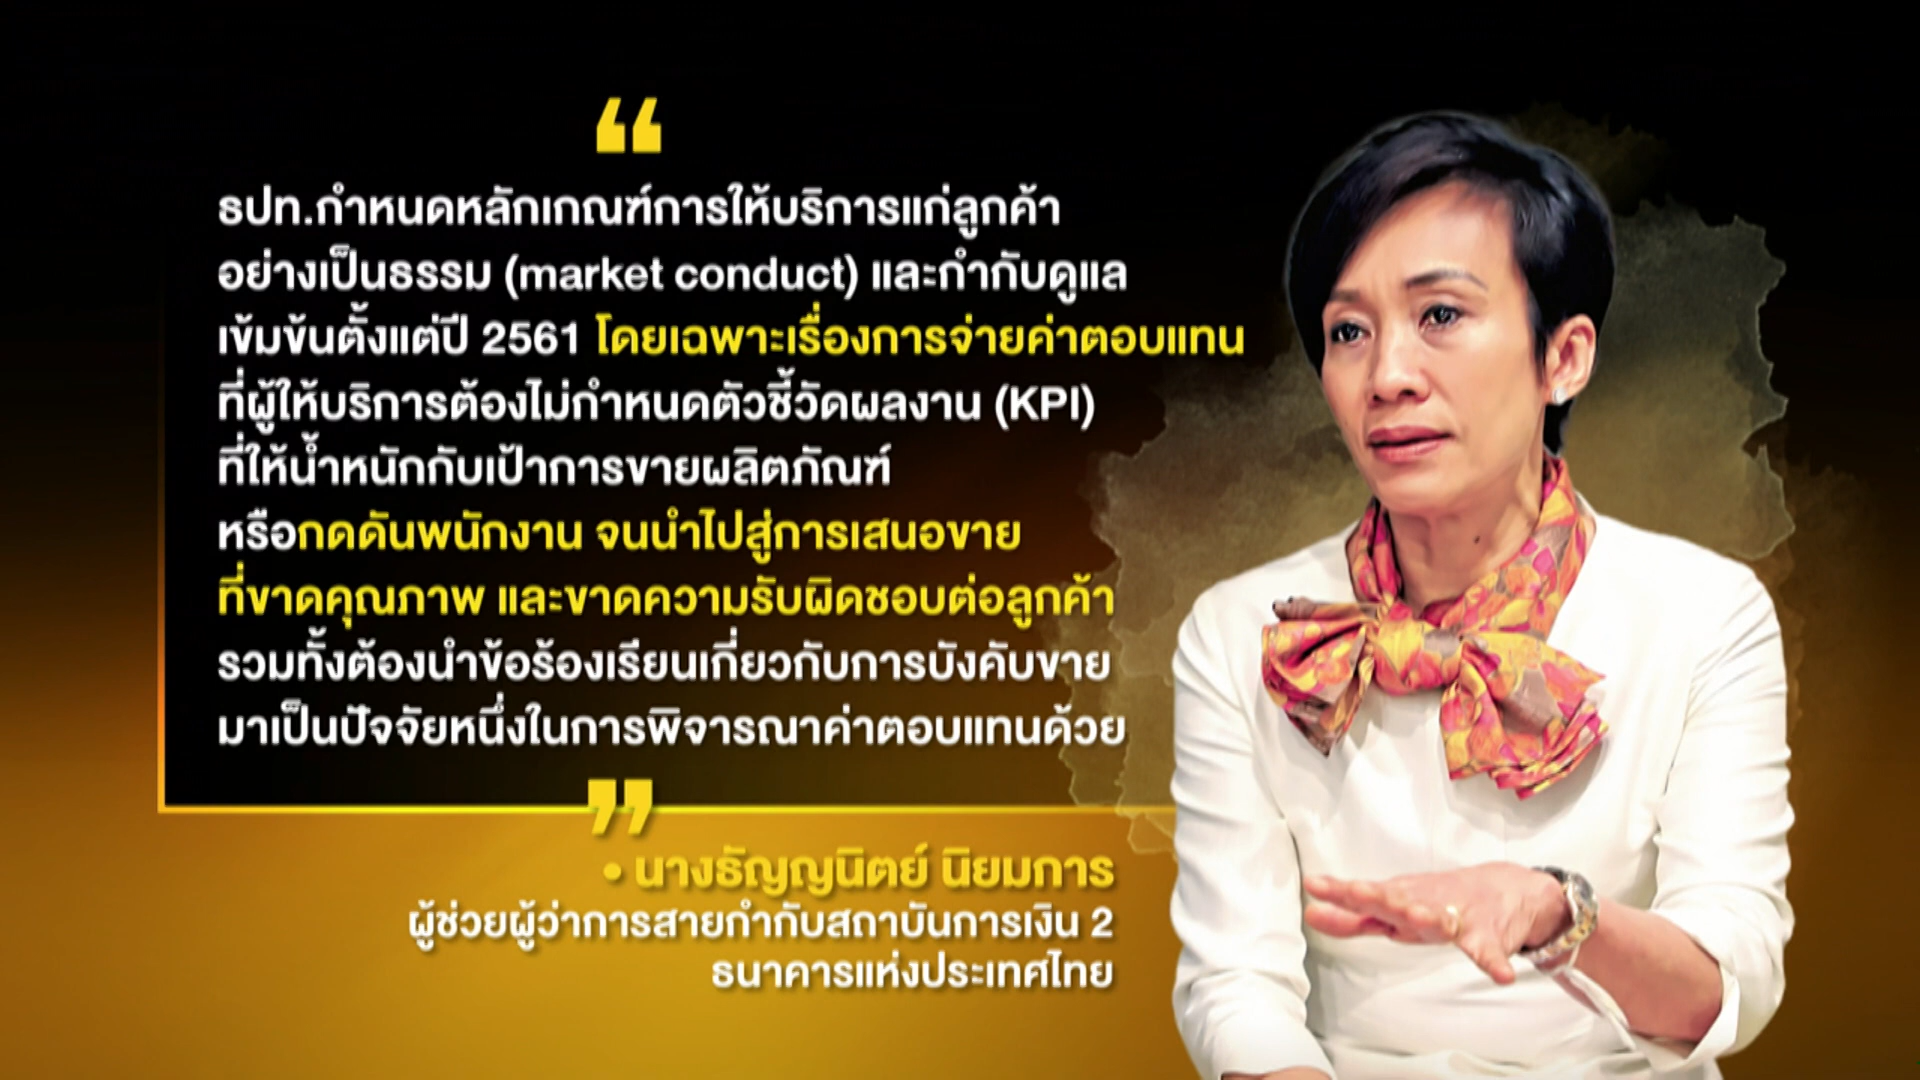 “
ธปท.กำหนดหลักเกณฑ์การให้บริการแก่ลูกค้า
อย่างเป็นธรรม (market conduct) และกำกับดูแล
เข้มข้นตั้งแต่ปี 2561 โดยเฉพาะเรื่องการจ่ายค่าตอบแทน
ที่ผู้ให้บริการต้องไม่กำหนดตัวชี้วัดผลงาน (KPI)
ที่ให้น้ำหนักกับเป้าการขายผลิตภัณฑ์
หรือกดดันพนักงาน จนนำไปสู่การเสนอขาย
ที่ขาดคุณภาพ และขาดความรับผิดชอบต่อลูกค้า
รวมทั้งต้องนำข้อร้องเรียนเกี่ยวกับการบังคับขาย
มาเป็นปัจจัยหนึ่งในการพิจารณาค่าตอบแทนด้วย
”
• นางธัญญนิตย์ นิยมการ
ผู้ช่วยผู้ว่าการสายกำกับสถาบันการเงิน 2
ธนาคารแห่งประเทศไทย